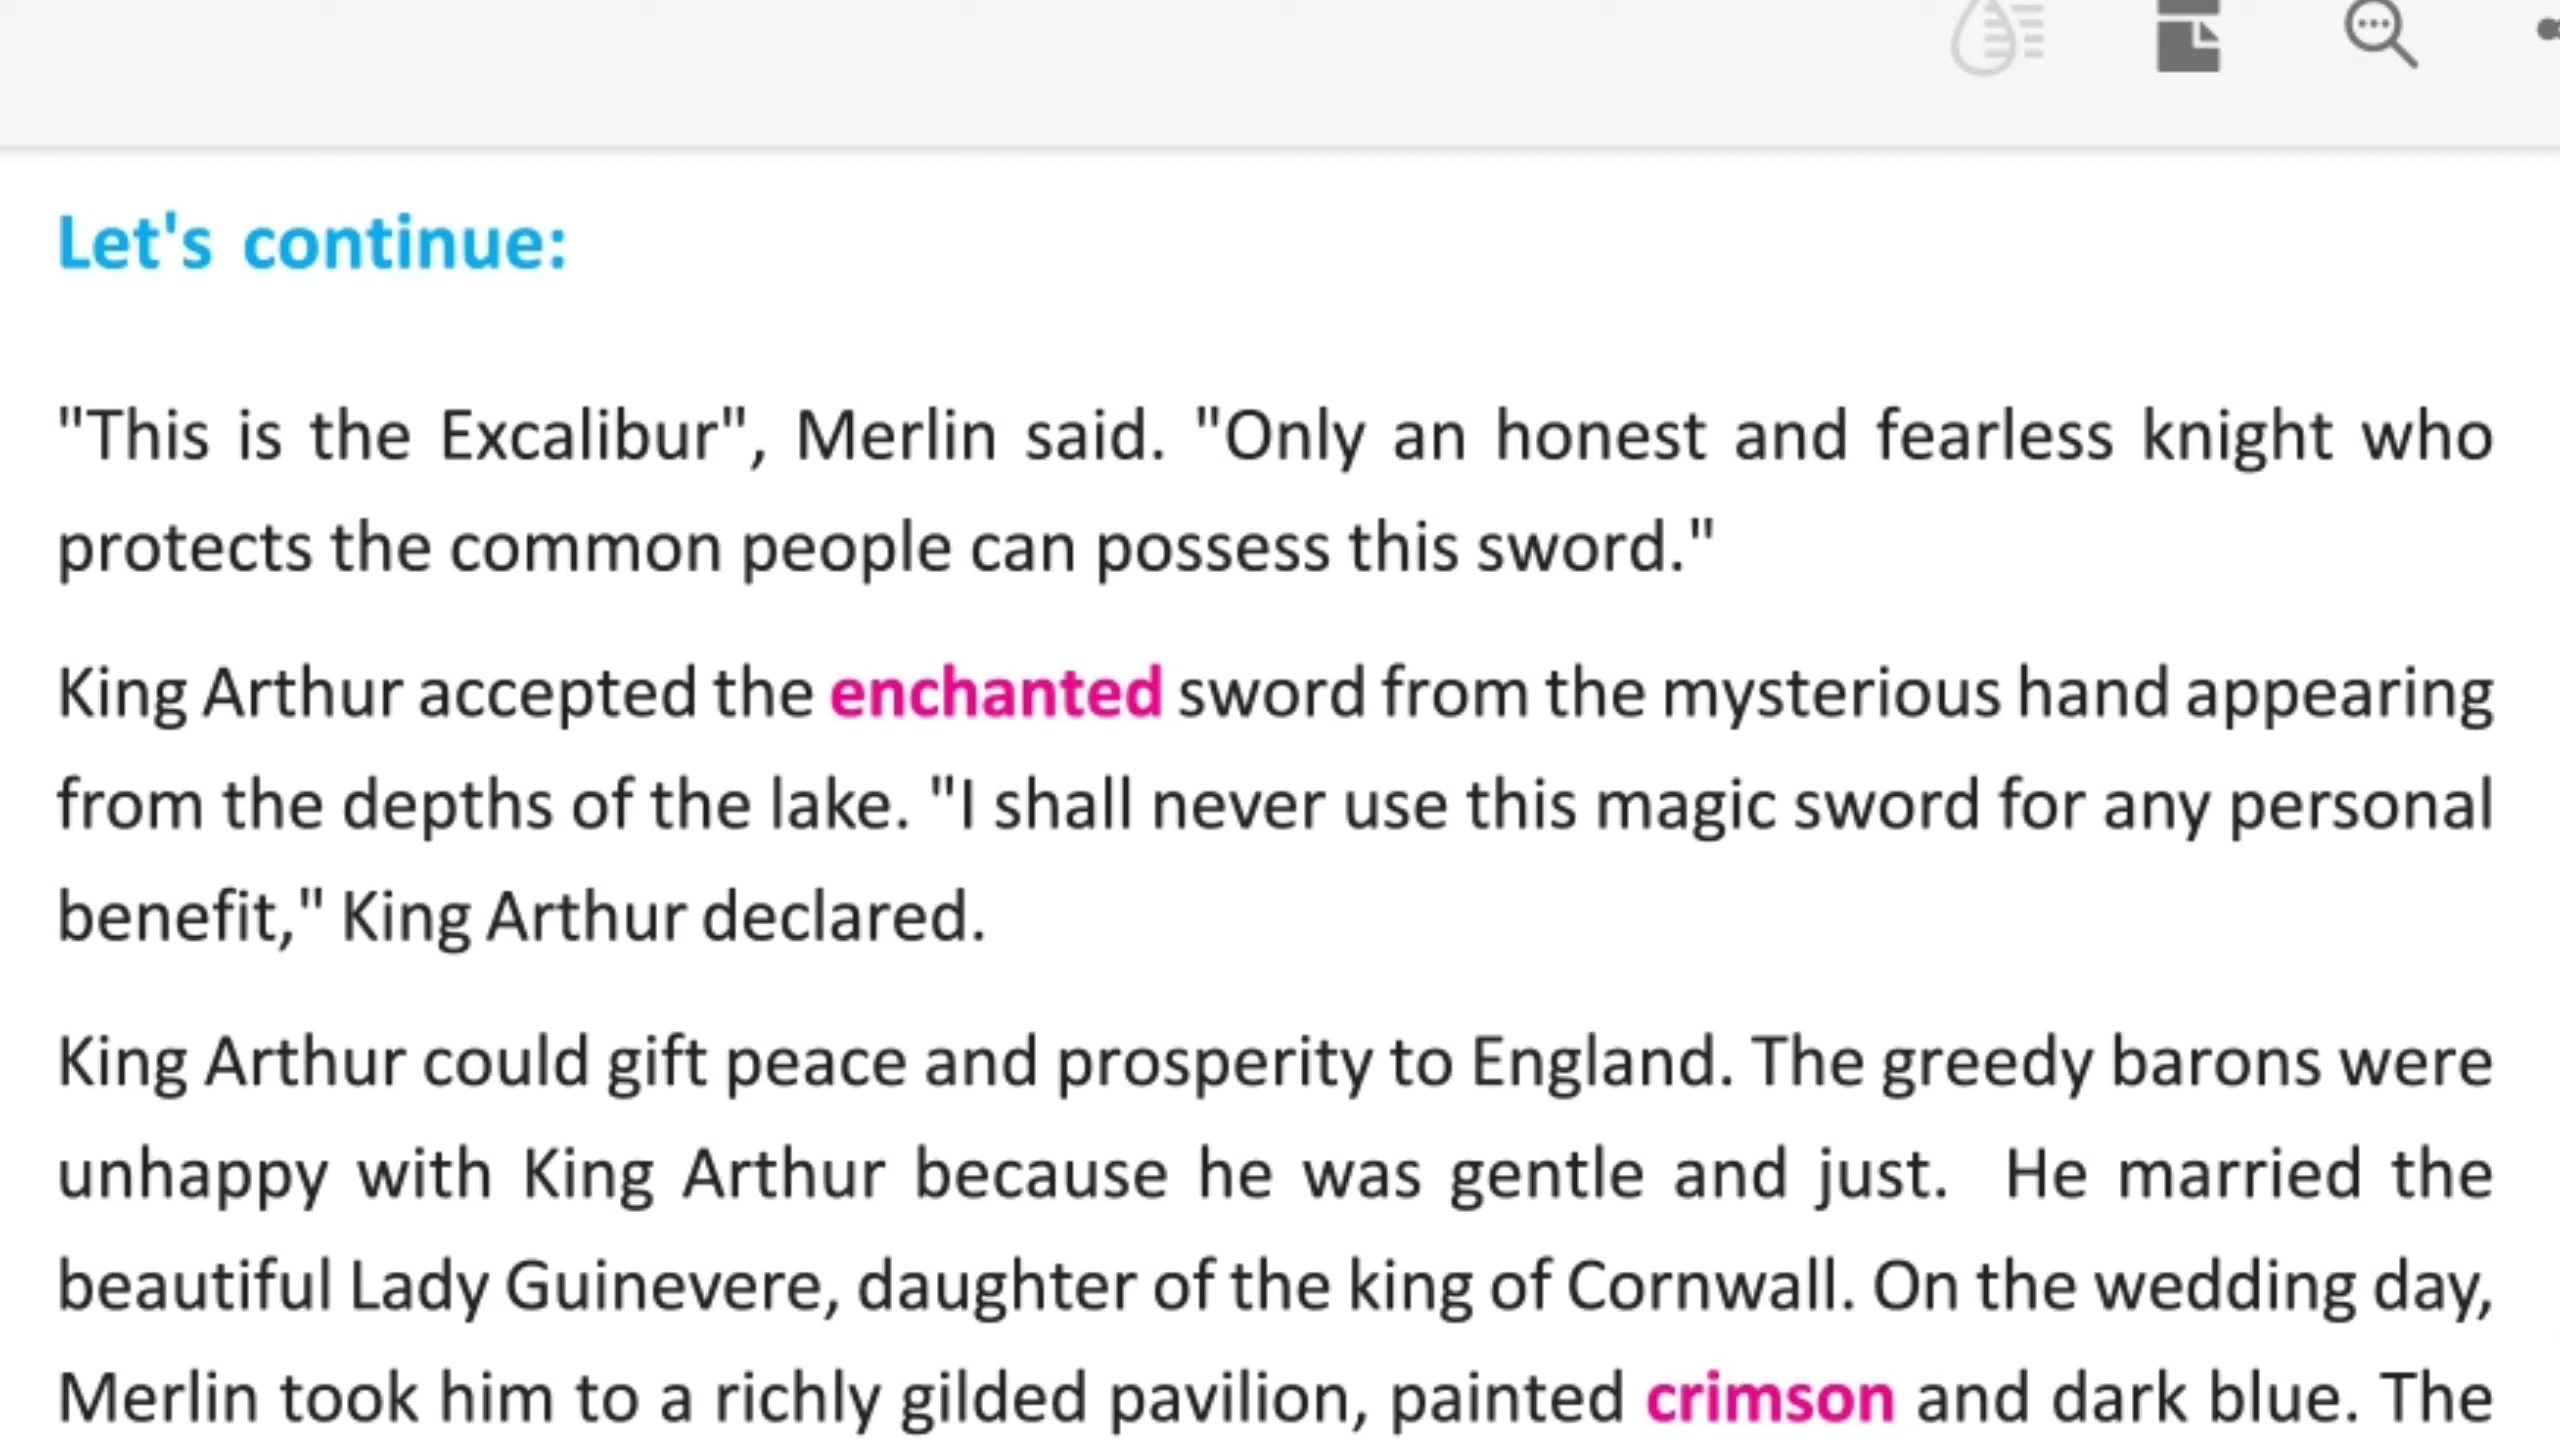 Let's continue:
"This is the Excalibur", Merlin said. "Only an honest and fearless knight who
protects the common people can possess this sword."
King Arthur accepted the enchanted sword from the mysterious hand appearing
from the depths of the lake. "I shall never use this magic sword for any personal
benefit," King Arthur declared.
King Arthur could gift peace and prosperity to England. The greedy barons were
unhappy with King Arthur because he was gentle and just. He married the
beautiful Lady Guinevere, daughter of the king of Cornwall. On the wedding day,
Merlin took him to a richly gilded pavilion, painted crimson and dark blue. The